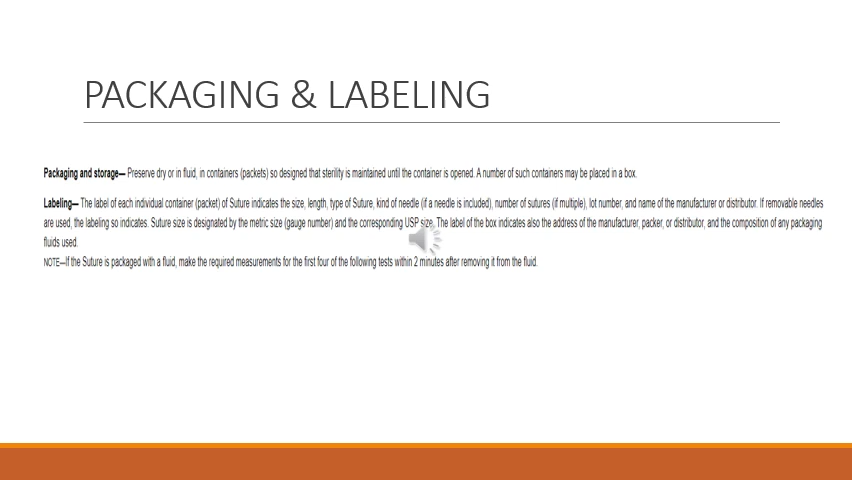 PACKAGING & LABELING
Packaging and storage— Preserve dry or in fluid, in containers (packets) so designed that sterility is maintained until the container is opened. A number of such containers may be placed in a box.
Labeling— The label of each individual container (packet) of Suture indicates the size, length, type of Suture, kind of needle (if a needle is included), number of sutures (if multiple), lot number, and name of the manufacturer or distributor. If removable needles
are used, the labeling so indicates. Suture size is designated by the metric size (gauge number) and the corresponding USP size. The label of the box indicates also the address of the manufacturer, packer, or distributor, and the composition of any packaging
fluids used.
NOTE—If the Suture is packaged with a fluid, make the required measurements for the first four of the following tests within 2 minutes after removing it from the fluid.